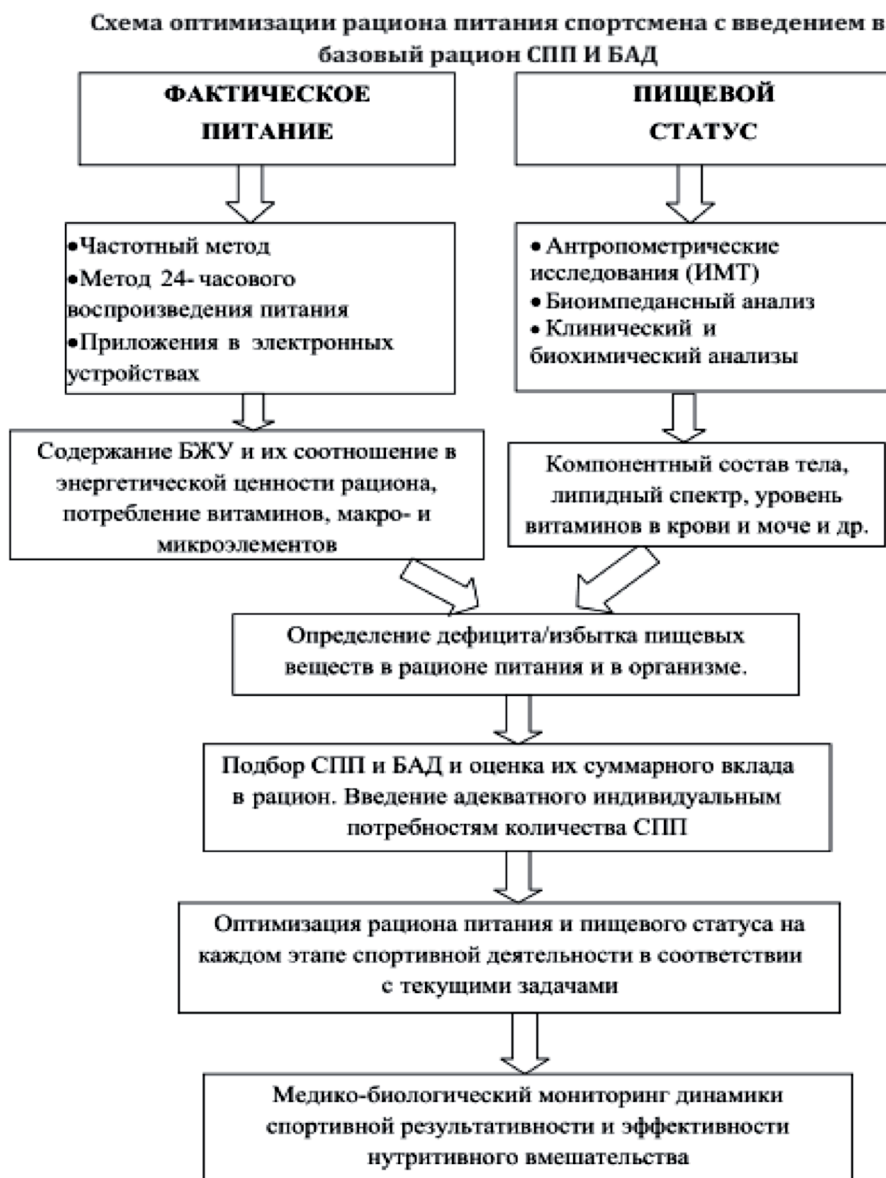 Схема оптимизации рациона питания спортсмена с введением в
базовый рацион СПП И БАД
ФАКТИЧЕСКОЕ
ПИТАНИЕ
ПИЩЕВОЙ
СТАТУС
●Частотный метод
●Метод 24- часового
воспроизведения питания
●Приложения в электронных
устройствах
● Антропометрические
исследования (ИМТ)
● Биоимпедансный анализ
● Клинический и
биохимический анализы
Содержание БЖУ и их соотношение в
энергетической ценности рациона,
потребление витаминов, макро- и
микроэлементов
Компонентный состав тела,
липидный спектр, уровень
витаминов в крови и моче и др.
Определение дефицита/избытка пищевых
веществ в рационе питания и в организме.
Подбор СПП и БАД и оценка их суммарного вклада
в рацион. Введение адекватного индивидуальным
потребностям количества СПП
Оптимизация рациона питания и пищевого статуса на
каждом этапе спортивной деятельности в соответствии
с текущими задачами
Медико-биологический мониторинг динамики
спортивной результативности и эффективности
нутритивного вмешательства